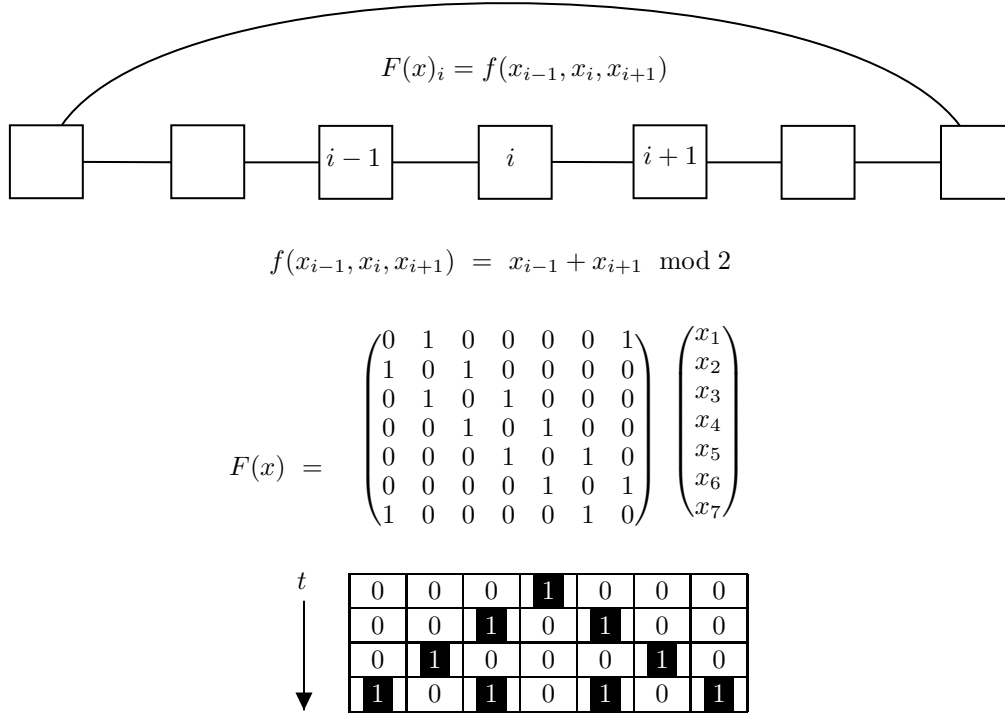 F(x)_i = f(x_{i-1}, x_i, x_{i+1})
i − 1 i i + 1
f(x_{i-1}, x_i, x_{i+1}) = x_{i-1} + x_{i+1} mod 2
0 1 0 0 0 0 1 x_1
1 0 1 0 0 0 0 x_2
0 1 0 1 0 0 0 x_3
0 0 1 0 1 0 0 x_4
F(x) = 0 0 0 1 0 1 0 x_5
0 0 0 0 1 0 1 x_6
1 0 0 0 0 1 0 x_7
t
0 0 0 1 0 0 0
0 0 1 0 1 0 0
0 1 0 0 0 1 0
1 0 1 0 1 0 1